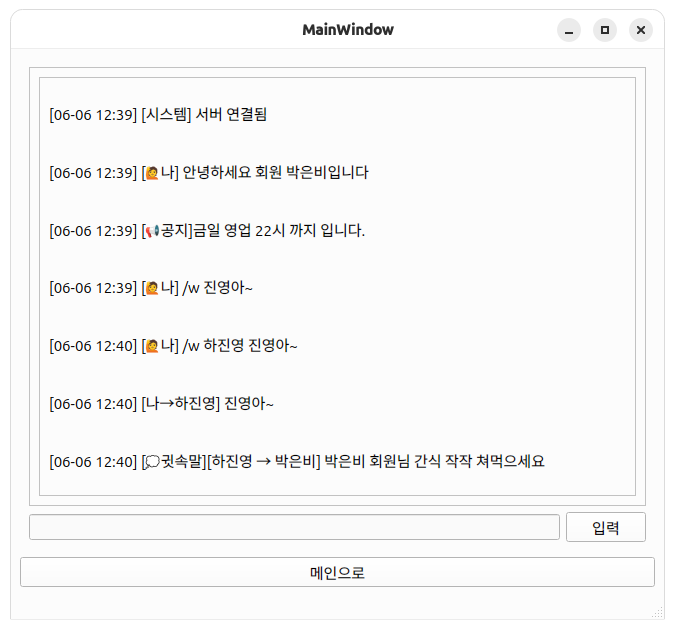 MainWindow
[06-06 12:39] [시스템] 서버 연결됨
[06-06 12:39] [🙋나] 안녕하세요 회원 박은비입니다
[06-06 12:39] [📢공지]금일 영업 22시 까지 입니다.
[06-06 12:39] [🙋나] /w 진영아~
[06-06 12:40] [🙋나] /w 하진영 진영아~
[06-06 12:40] [나→하진영] 진영아~
[06-06 12:40] [💭귓속말][하진영 → 박은비] 박은비 회원님 간식 작작 쳐먹으세요
입력
메인으로